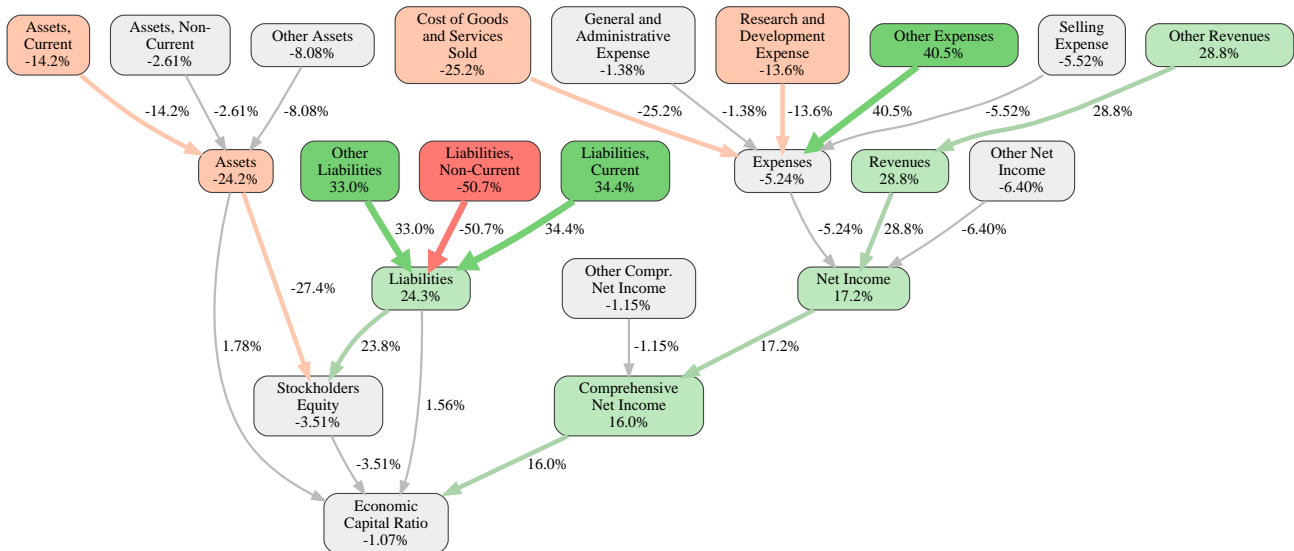 Assets,
Current
-14.2%
Assets, Non-
Current
-2.61%
Other Assets
-8.08%
Cost of Goods
and Services
Sold
-25.2%
General and
Administrative
Expense
-1.38%
Research and
Development
Expense
-13.6%
Other Expenses
40.5%
Selling
Expense
-5.52%
Other Revenues
28.8%
-14.2%
-2.61%
-8.08%
-25.2%
-1.38%
-13.6%
40.5%
-5.52%
28.8%
Assets
-24.2%
Other
Liabilities
33.0%
Liabilities,
Non-Current
-50.7%
Liabilities,
Current
34.4%
Expenses
-5.24%
Revenues
28.8%
Other Net
Income
-6.40%
33.0%
-50.7%
34.4%
-5.24%
28.8%
-6.40%
Liabilities
24.3%
Other Compr.
Net Income
-1.15%
Net Income
17.2%
-27.4%
1.78%
23.8%
1.56%
-1.15%
17.2%
Stockholders
Equity
-3.51%
Comprehensive
Net Income
16.0%
-3.51%
16.0%
Economic
Capital Ratio
-1.07%